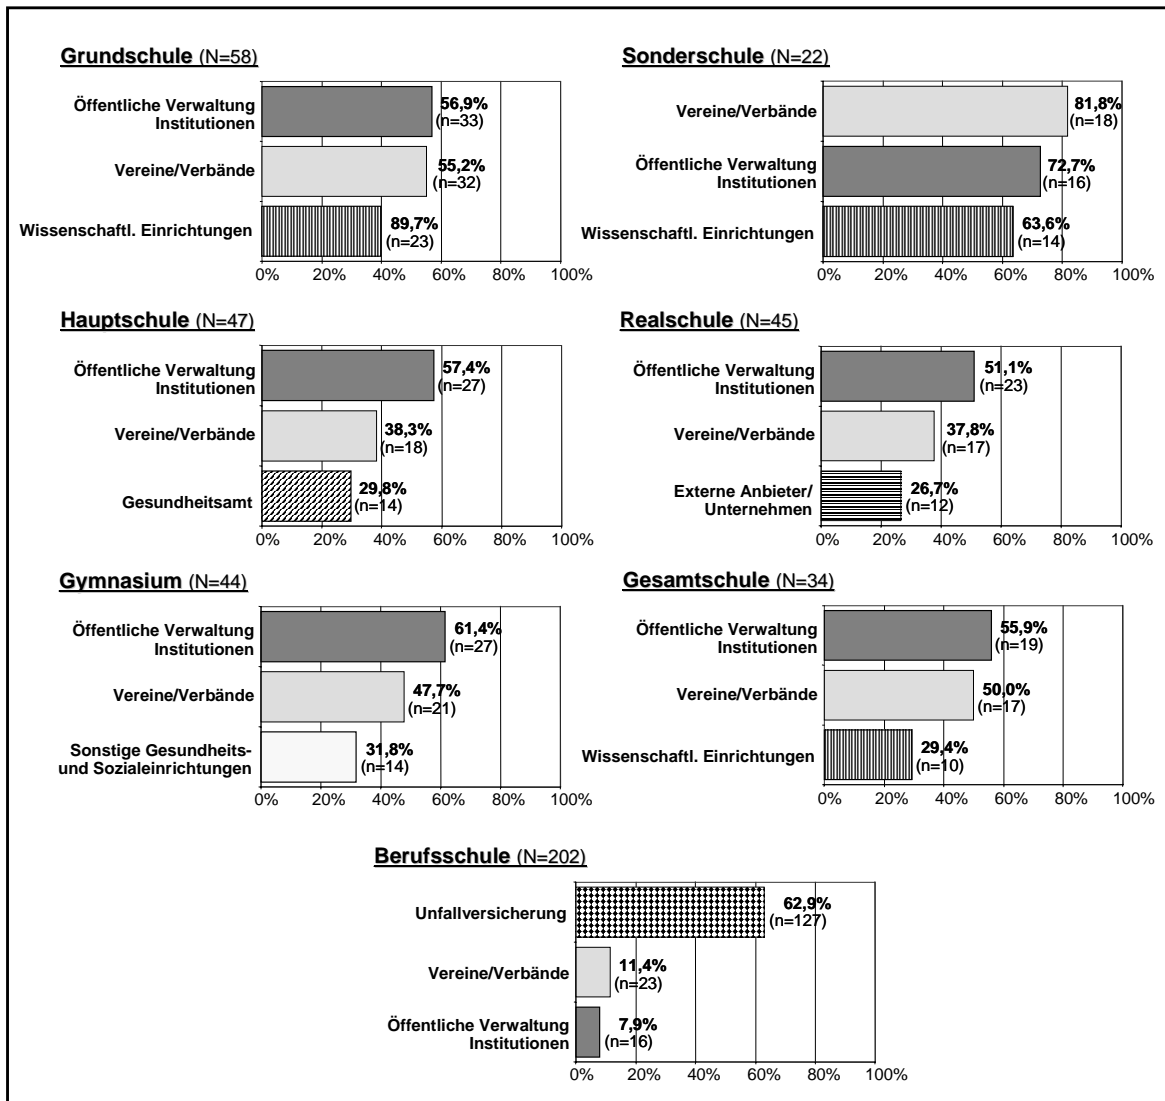 Grundschule (N=58)
Öffentliche Verwaltung
Institutionen
56,9%
(n=33)
Vereine/Verbände
55,2%
(n=32)
Wissenschaftl. Einrichtungen
89,7%
(n=23)
0% 20% 40% 60% 80% 100%
Sonderschule (N=22)
Vereine/Verbände
81,8%
(n=18)
Öffentliche Verwaltung
Institutionen
72,7%
(n=16)
Wissenschaftl. Einrichtungen
63,6%
(n=14)
0% 20% 40% 60% 80% 100%
Hauptschule (N=47)
Öffentliche Verwaltung
Institutionen
57,4%
(n=27)
Vereine/Verbände
38,3%
(n=18)
Gesundheitsamt
29,8%
(n=14)
0% 20% 40% 60% 80% 100%
Realschule (N=45)
Öffentliche Verwaltung
Institutionen
51,1%
(n=23)
Vereine/Verbände
37,8%
(n=17)
Externe Anbieter/
Unternehmen
26,7%
(n=12)
0% 20% 40% 60% 80% 100%
Gymnasium (N=44)
Öffentliche Verwaltung
Institutionen
61,4%
(n=27)
Vereine/Verbände
47,7%
(n=21)
Sonstige Gesundheits-
und Sozialeinrichtungen
31,8%
(n=14)
0% 20% 40% 60% 80% 100%
Gesamtschule (N=34)
Öffentliche Verwaltung
Institutionen
55,9%
(n=19)
Vereine/Verbände
50,0%
(n=17)
Wissenschaftl. Einrichtungen
29,4%
(n=10)
0% 20% 40% 60% 80% 100%
Berufsschule (N=202)
Unfallversicherung
62,9%
(n=127)
Vereine/Verbände
11,4%
(n=23)
Öffentliche Verwaltung
Institutionen
7,9%
(n=16)
0% 20% 40% 60% 80% 100%